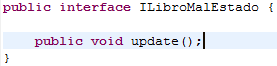 public interface ILibroMalEstado {
public void update();
}